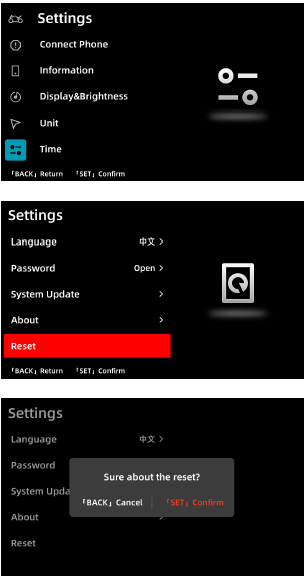 Settings
Connect Phone
Information
Display&Brightness
Unit
Time
「BACK」 Return 「SET」 Confirm
Settings
Language 中文 >
Password Open >
System Update >
About >
Reset
「BACK」 Return 「SET」 Confirm
Settings
Language 中文 >
Password
System Upda
About >
Reset
Sure about the reset?
「BACK」 Cancel 「SET」 Confirm